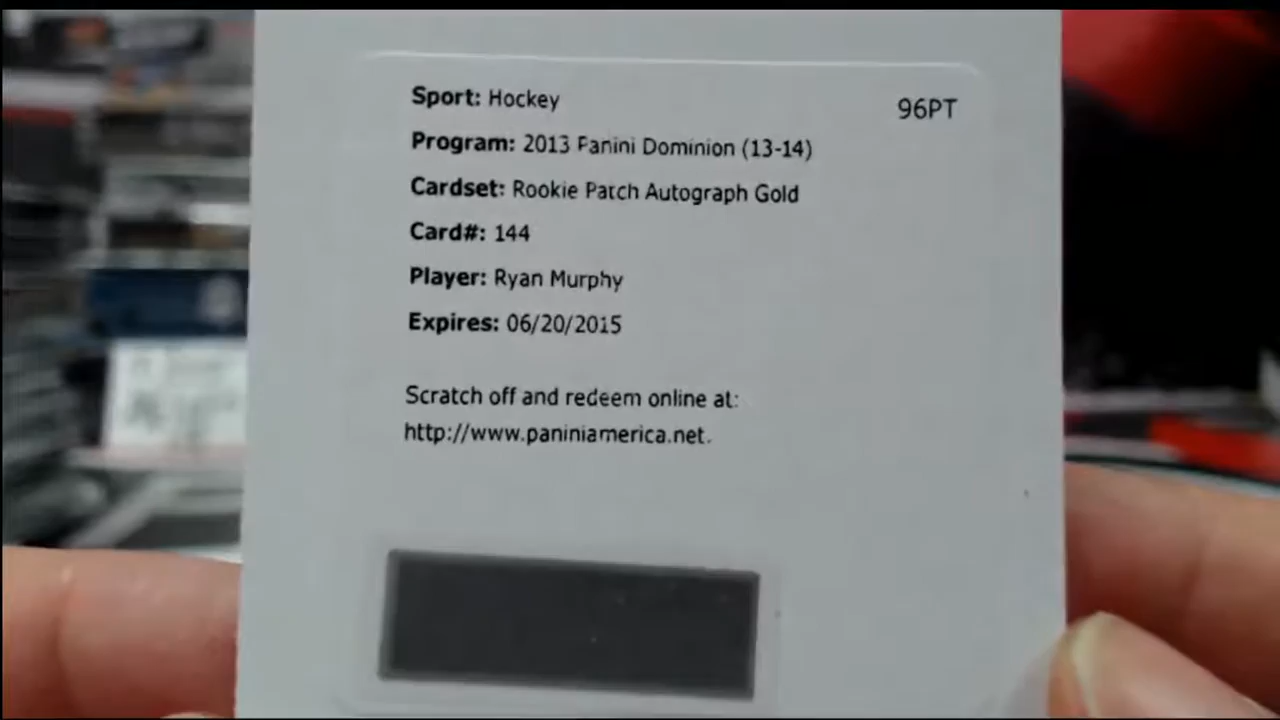 Sport: Hockey
96PT
Program: 2013 Panini Dominion (13-14)
Cardset: Rookie Patch Autograph Gold
Card#: 144
Player: Ryan Murphy
Expires: 06/20/2015
Scratch off and redeem online at:
http://www.paniniamerica.net.